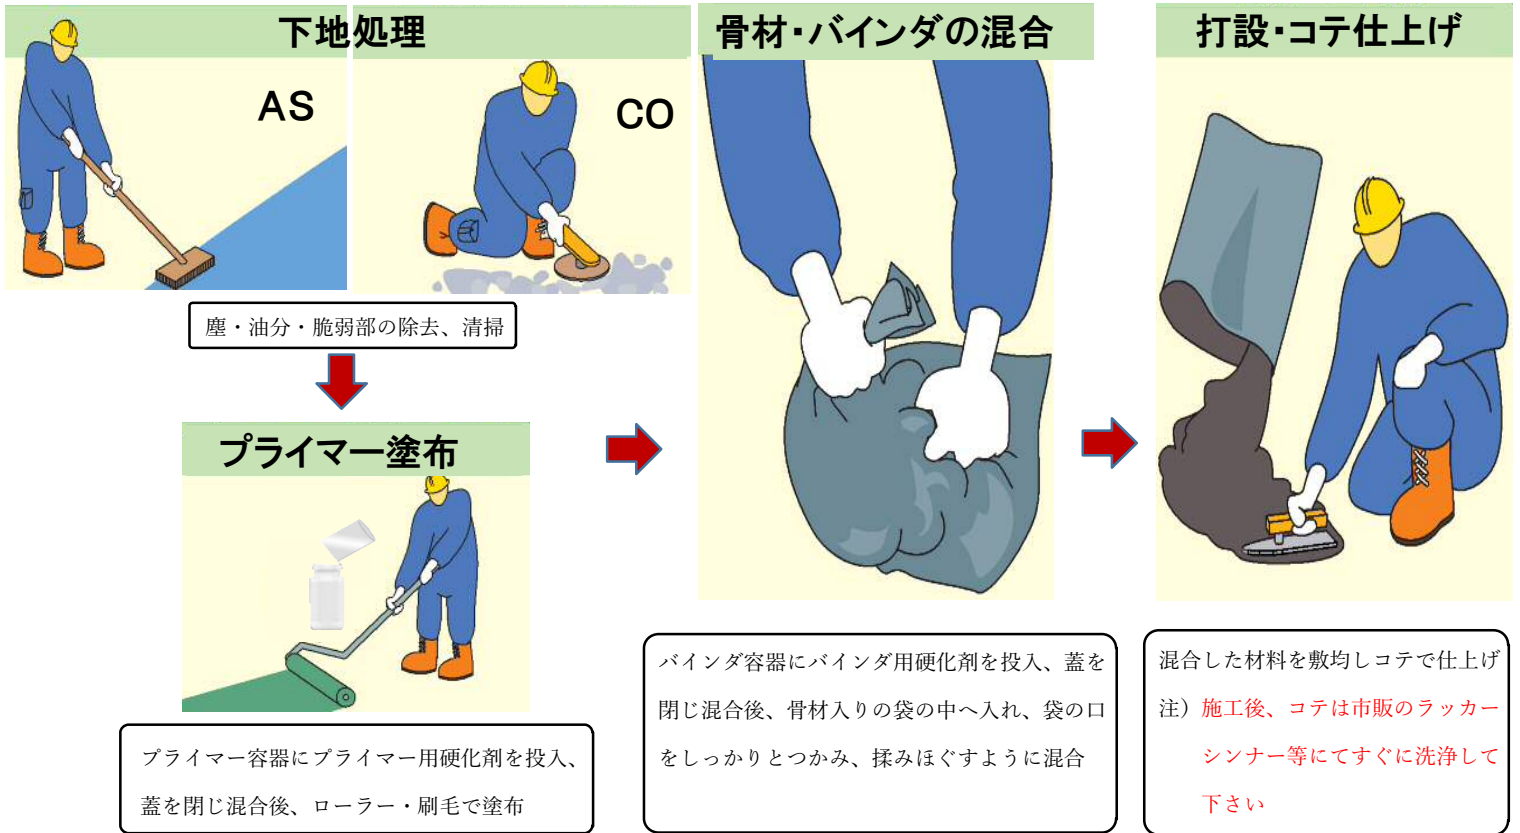 下地処理
AS
CO
塵・油分・脆弱部の除去、清掃
プライマー塗布
プライマー容器にプライマー用硬化剤を投入、
蓋を閉じ混合後、ローラー・刷毛で塗布
骨材・バインダの混合
バインダ容器にバインダ用硬化剤を投入、蓋を
閉じ混合後、骨材入りの袋の中へ入れ、袋の口
をしっかりとつかみ、揉みほぐすように混合
打設・コテ仕上げ
混合した材料を敷均しコテで仕上げ
注）施工後、コテは市販のラッカー
シンナー等にてすぐに洗浄して
下さい